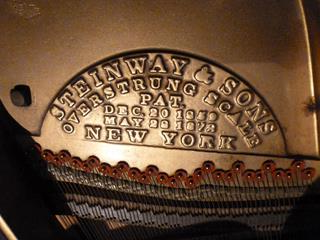 STEINWAY & SONS
OVERSTRUNG SCALE
PAT.
DEC. 20 1859
MAY 28 1872
NEW YORK